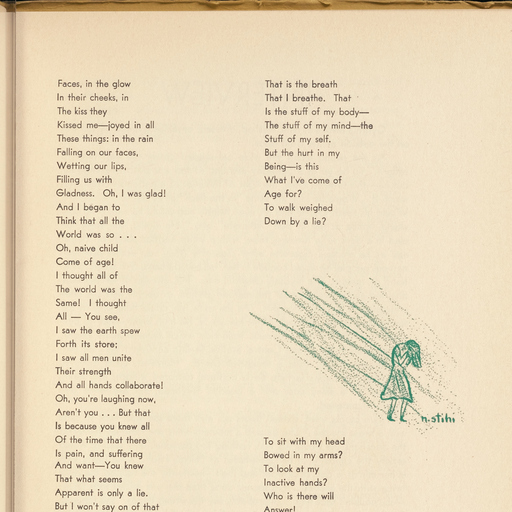 Faces, in the glow
In their cheeks, in
The kiss they
Kissed me—joyed in all
These things: in the rain
Falling on our faces,
Wetting our lips,
Filling us with
Gladness. Oh, I was glad!
And I began to
Think that all the
World was so . . .
Oh, naive child
Come of age!
I thought all of
The world was the
Same! I thought
All — You see,
I saw the earth spew
Forth its store;
I saw all men unite
Their strength
And all hands collaborate!
Oh, you're laughing now,
Aren't you . . . But that
Is because you knew all
Of the time that there
Is pain, and suffering
And want—You knew
That what seems
Apparent is only a lie.
But I won't say on of that
That is the breath
That I breathe. That
Is the stuff of my body—
The stuff of my mind—the
Stuff of my self.
But the hurt in my
Being—is this
What I've come of
Age for?
To walk weighed
Down by a lie?
n.stihi
To sit with my head
Bowed in my arms?
To look at my
Inactive hands?
Who is there will
Answer!